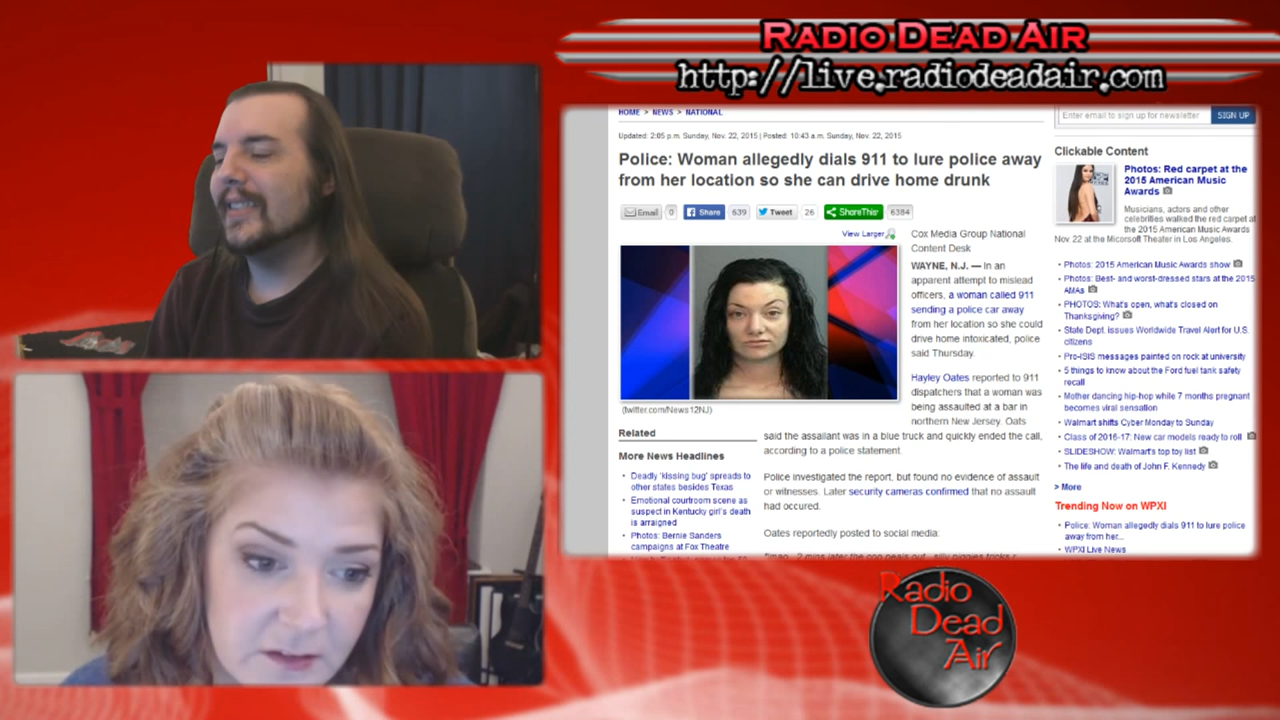 RADIO DEAD AIR
http://live.radiodeadair.com
HOME > NEWS > NATIONAL
Updated: 2:05 p.m. Sunday, Nov. 22, 2015 | Posted: 10:43 a.m. Sunday, Nov. 22, 2015
Police: Woman allegedly dials 911 to lure police away
from her location so she can drive home drunk
Email 0 Share 639 Tweet 26 ShareThis 6384
View Larger
(twitter.com/News12NJ)
Cox Media Group National
Content Desk
WAYNE, N.J. — In an
apparent attempt to mislead
officers, a woman called 911
sending a police car away
from her location so she could
drive home intoxicated, police
said Thursday.
Hayley Oates reported to 911
dispatchers that a woman was
being assaulted at a bar in
northern New Jersey. Oats
said the assailant was in a blue truck and quickly ended the call,
according to a police statement.
Police investigated the report, but found no evidence of assault
or witnesses. Later security cameras confirmed that no assault
had occured.
Oates reportedly posted to social media:
Related
More News Headlines
Deadly 'kissing bug' spreads to
other states besides Texas
Emotional courtroom scene as
suspect in Kentucky girl's death
is arraigned
Photos: Bernie Sanders
campaigns at Fox Theatre
Enter email to sign up for newsletter SIGN UP
Clickable Content
Photos: Red carpet at the
2015 American Music
Awards
Musicians, actors and other
celebrities walked the red carpet at
the 2015 American Music Awards
Nov 22 at the Micorsoft Theater in Los Angeles.
Photos: 2015 American Music Awards show
Photos: Best- and worst-dressed stars at the 2015
AMAs
PHOTOS: What's open, what's closed on
Thanksgiving?
State Dept. issues Worldwide Travel Alert for U.S.
citizens
Pro-ISIS messages painted on rock at university
5 things to know about the Ford fuel tank safety
recall
Mother dancing hip-hop while 7 months pregnant
becomes viral sensation
Walmart shifts Cyber Monday to Sunday
Class of 2016-17: New car models ready to roll
SLIDESHOW: Walmart's top toy list
The life and death of John F. Kennedy
> More
Trending Now on WPXI
Police: Woman allegedly dials 911 to lure police
away from her...
WPXI Live News
Radio
Dead
Air